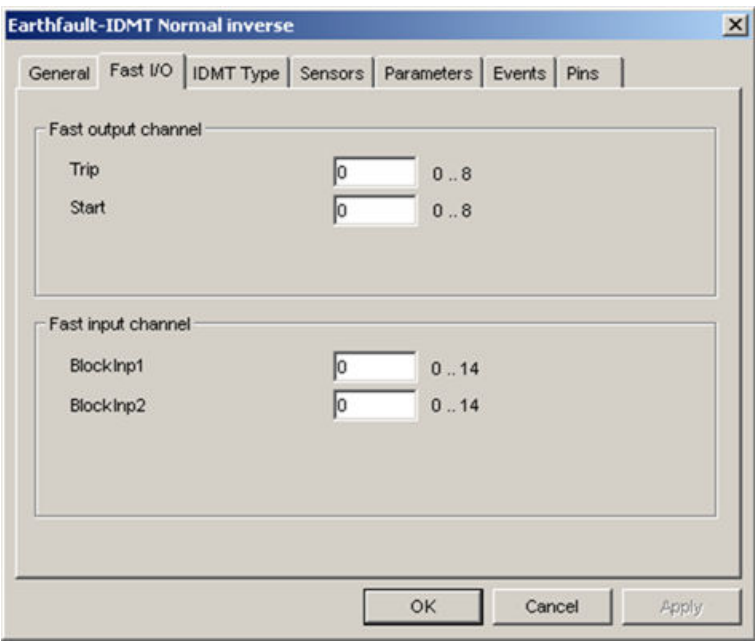 Earthfault-IDMT Normal inverse
General Fast I/O IDMT Type Sensors Parameters Events Pins
Fast output channel
Trip 0 0 .. 8
Start 0 0 .. 8
Fast input channel
BlockInp1 0 0 .. 14
BlockInp2 0 0 .. 14
OK Cancel Apply